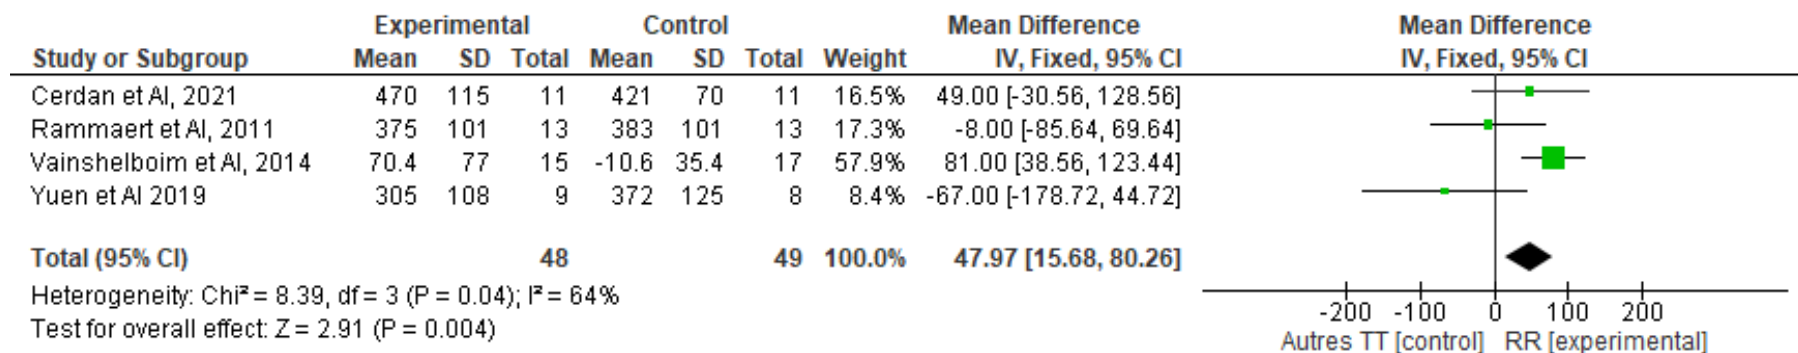 Experimental Control Mean Difference Mean Difference
Study or Subgroup Mean SD Total Mean SD Total Weight IV, Fixed, 95% CI IV, Fixed, 95% CI
Cerdan et Al, 2021 470 115 11 421 70 11 16.5% 49.00 [-30.56, 128.56]
Rammaert et Al, 2011 375 101 13 383 101 13 17.3% -8.00 [-85.64, 69.64]
Vainshelboim et Al, 2014 70.4 77 15 -10.6 35.4 17 57.9% 81.00 [38.56, 123.44]
Yuen et Al 2019 305 108 9 372 125 8 8.4% -67.00 [-178.72, 44.72]
Total (95% CI) 48 49 100.0% 47.97 [15.68, 80.26]
Heterogeneity: Chi² = 8.39, df = 3 (P = 0.04); I² = 64%
Test for overall effect: Z = 2.91 (P = 0.004)
-200 -100 0 100 200
Autres TT [control] RR [experimental]